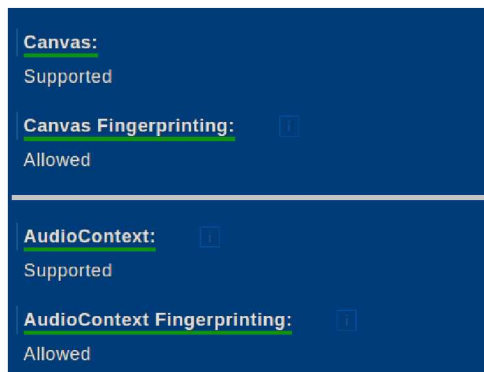 Canvas:
Supported
Canvas Fingerprinting: i
Allowed
AudioContext: i
Supported
AudioContext Fingerprinting: i
Allowed